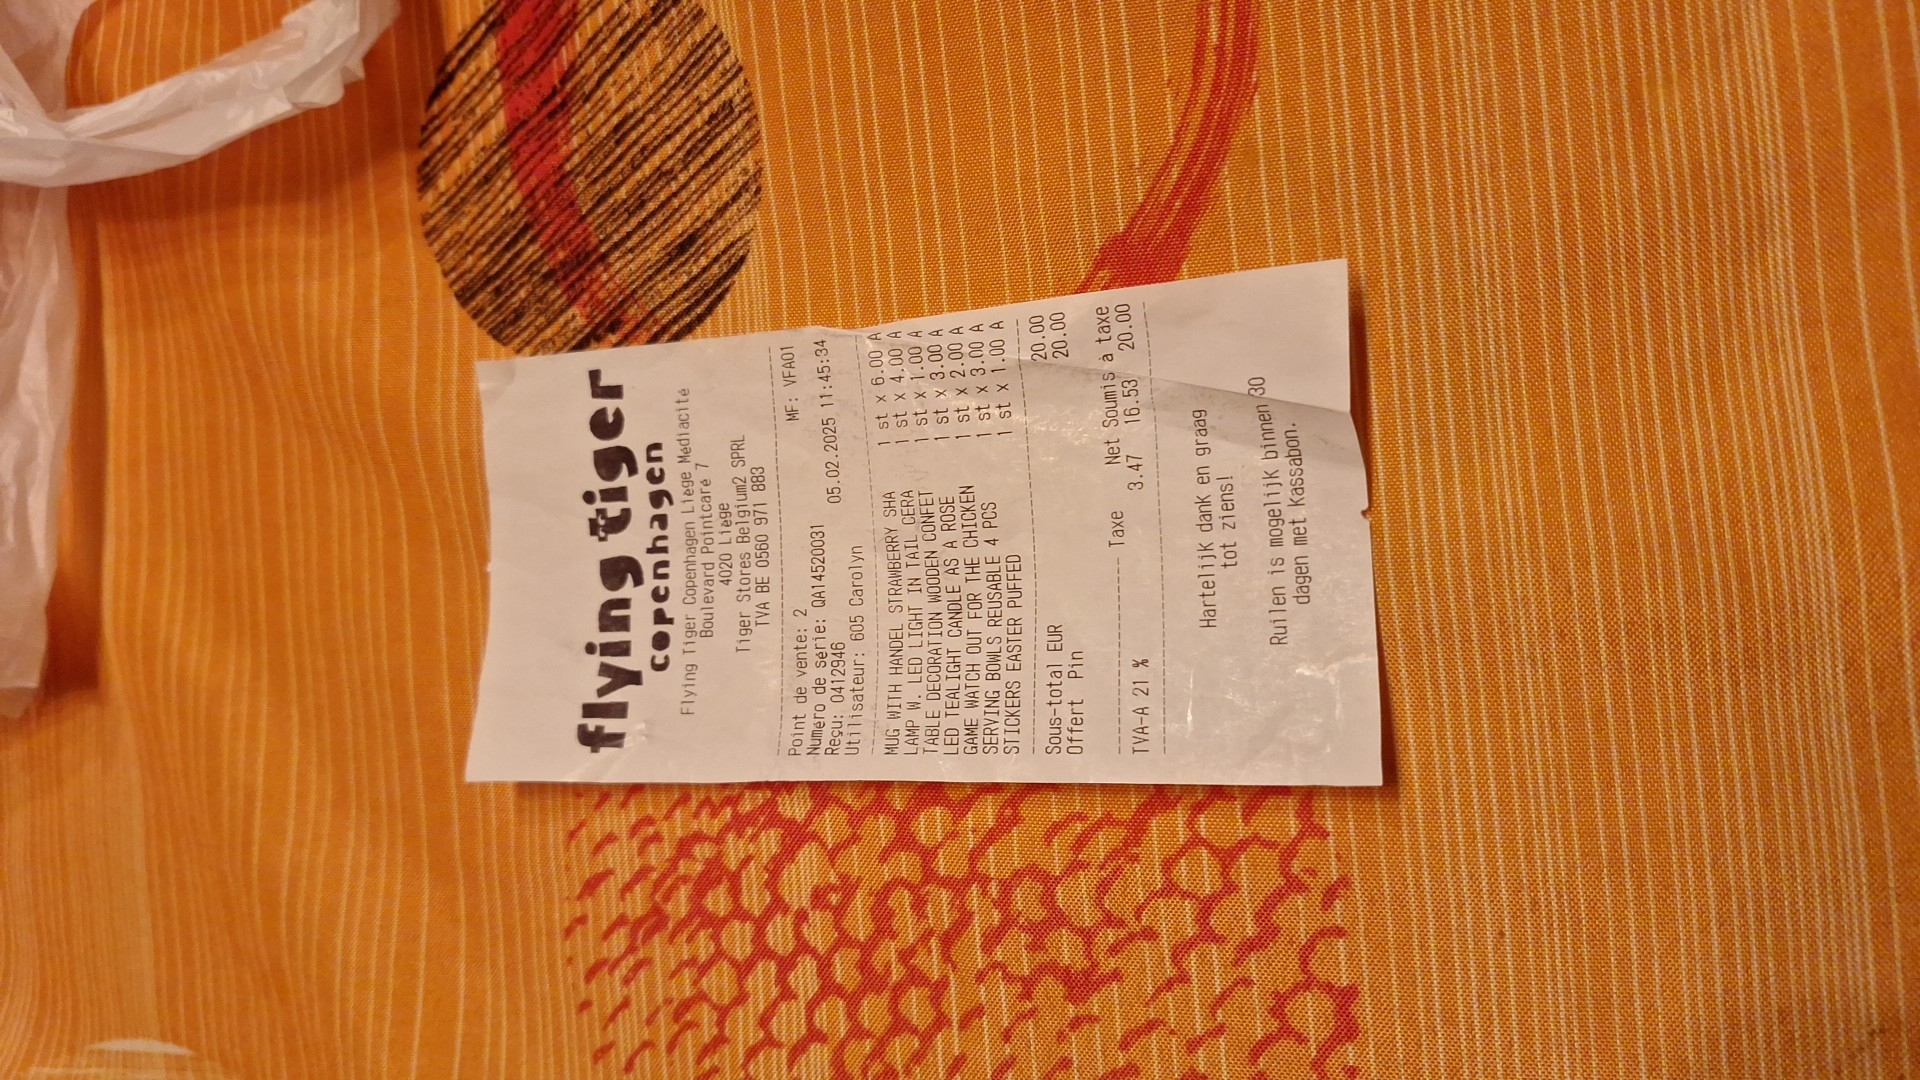 flying tiger
copenhagen
Flying Tiger Copenhagen Liège Médiacité
Boulevard Pointcaré 7
4020 Liège
Tiger Stores Belgium2 SPRL
TVA BE 0560 971 883
Point de vente: 2 MF: VFA01
Numéro de série: QA14520031
Reçu: 0412946 05.02.2025 11:45:34
Utilisateur: 605 Carolyn
MUG WITH HANDEL STRAWBERRY SHA 1 st x 6.00 A
LAMP W. LED LIGHT IN TAIL CERA 1 st x 4.00 A
TABLE DECORATION WOODEN CONFET 1 st x 1.00 A
LED TEALIGHT CANDLE AS A ROSE 1 st x 3.00 A
GAME WATCH OUT FOR THE CHICKEN 1 st x 2.00 A
SERVING BOWLS REUSABLE 4 PCS 1 st x 3.00 A
STICKERS EASTER PUFFED 1 st x 1.00 A
Sous-total EUR 20.00
Offert Pin 20.00
Taxe Net Soumis à taxe
TVA-A 21 % 3.47 16.53 20.00
Hartelijk dank en graag
tot ziens!
Ruilen is mogelijk binnen 30
dagen met kassabon.